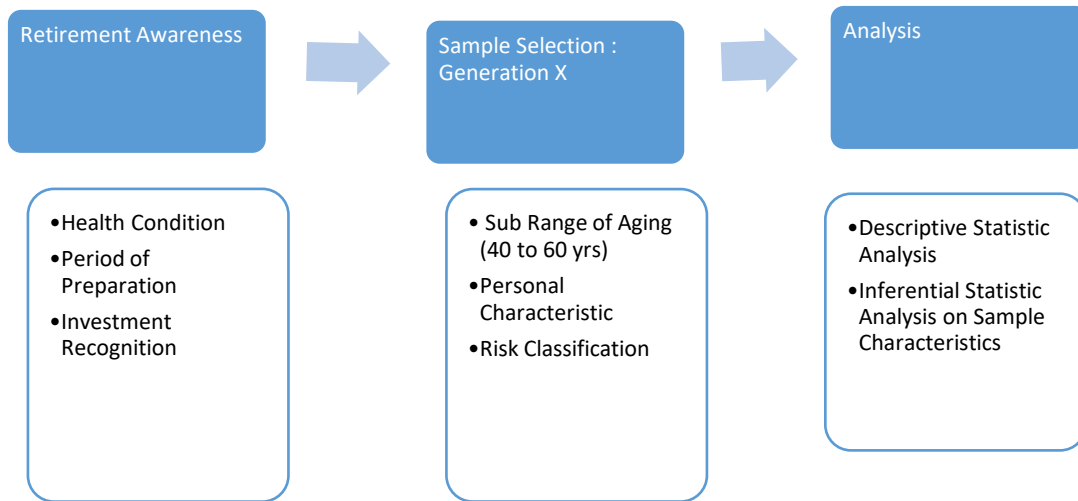 Retirement Awareness
Sample Selection :
Generation X
Analysis
•Health Condition
•Period of
Preparation
•Investment
Recognition
• Sub Range of Aging
(40 to 60 yrs)
•Personal
Characteristic
•Risk Classification
•Descriptive Statistic
Analysis
•Inferential Statistic
Analysis on Sample
Characteristics